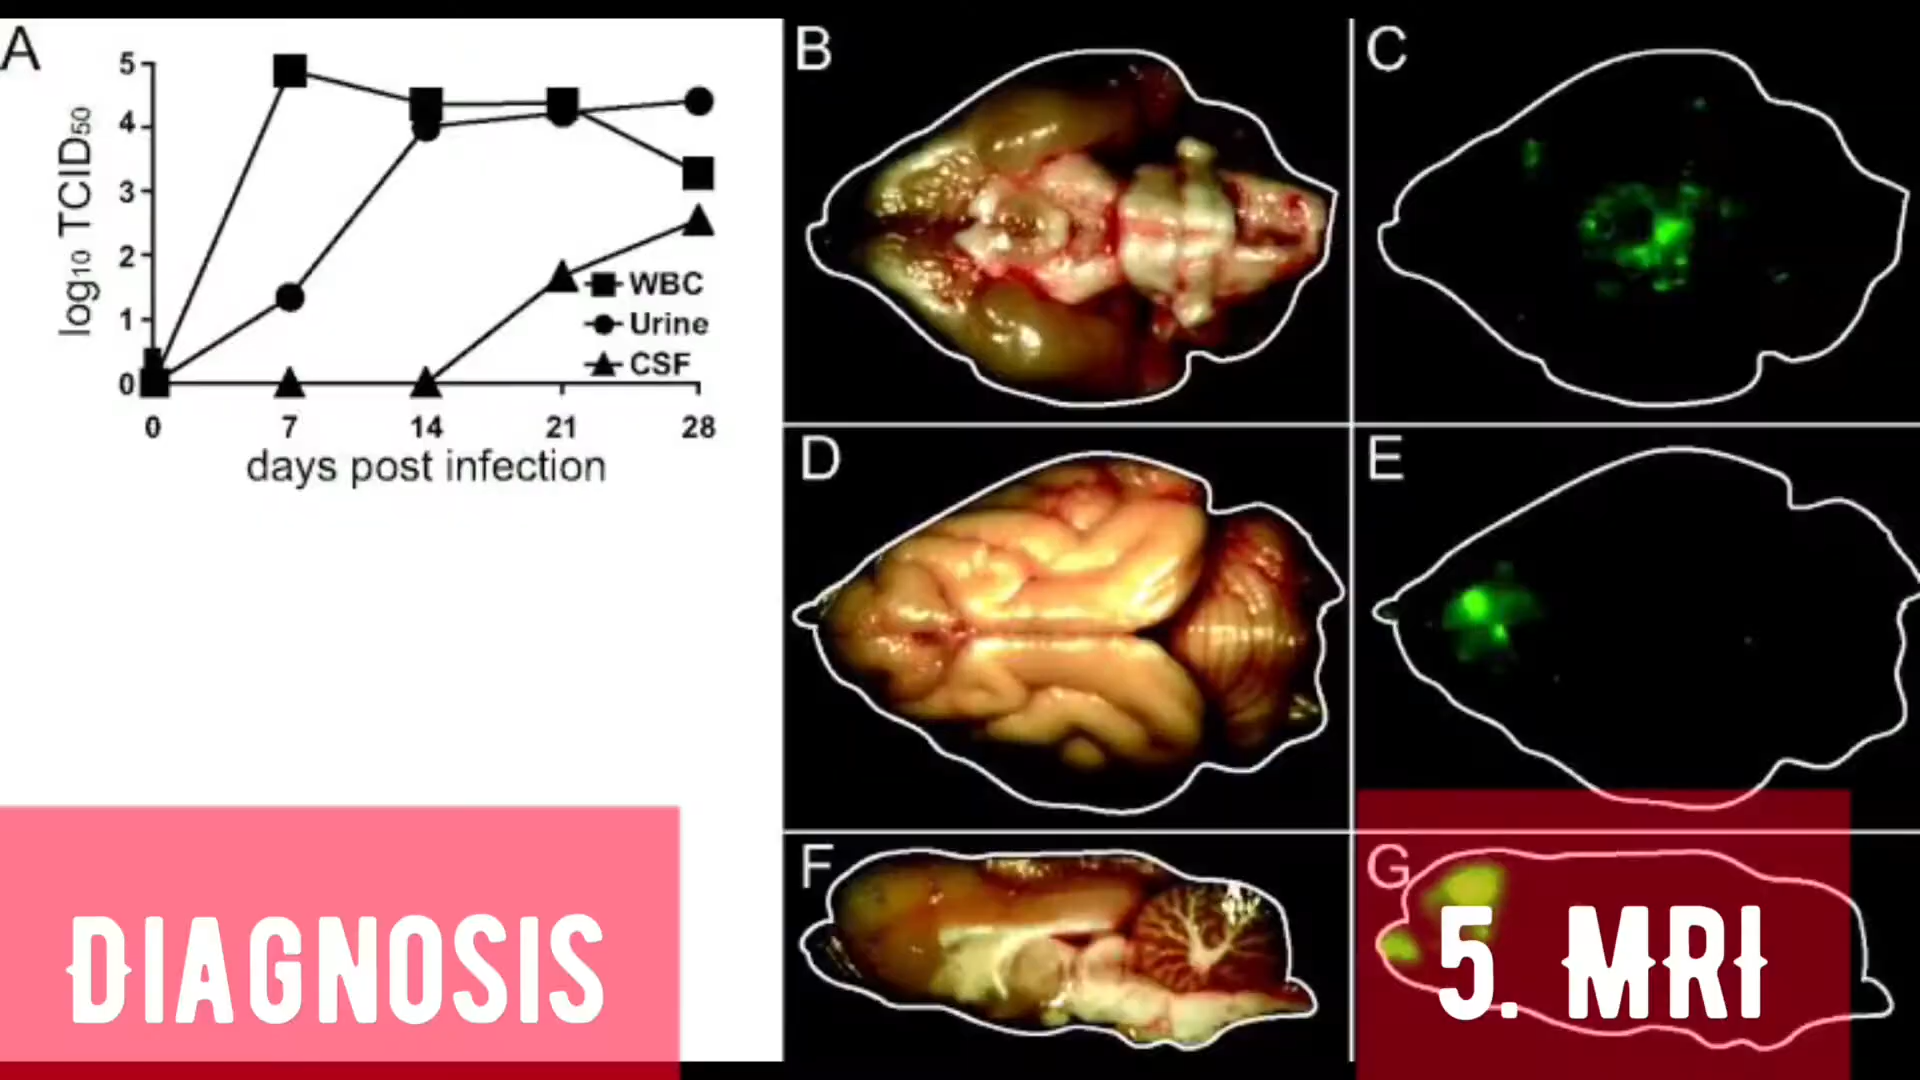 A
5
4
3
2
1
0
log10 TCID50
0 7 14 21 28
days post infection
WBC
Urine
CSF
B
C
D
E
F
G
DIAGNOSIS
5. MRI